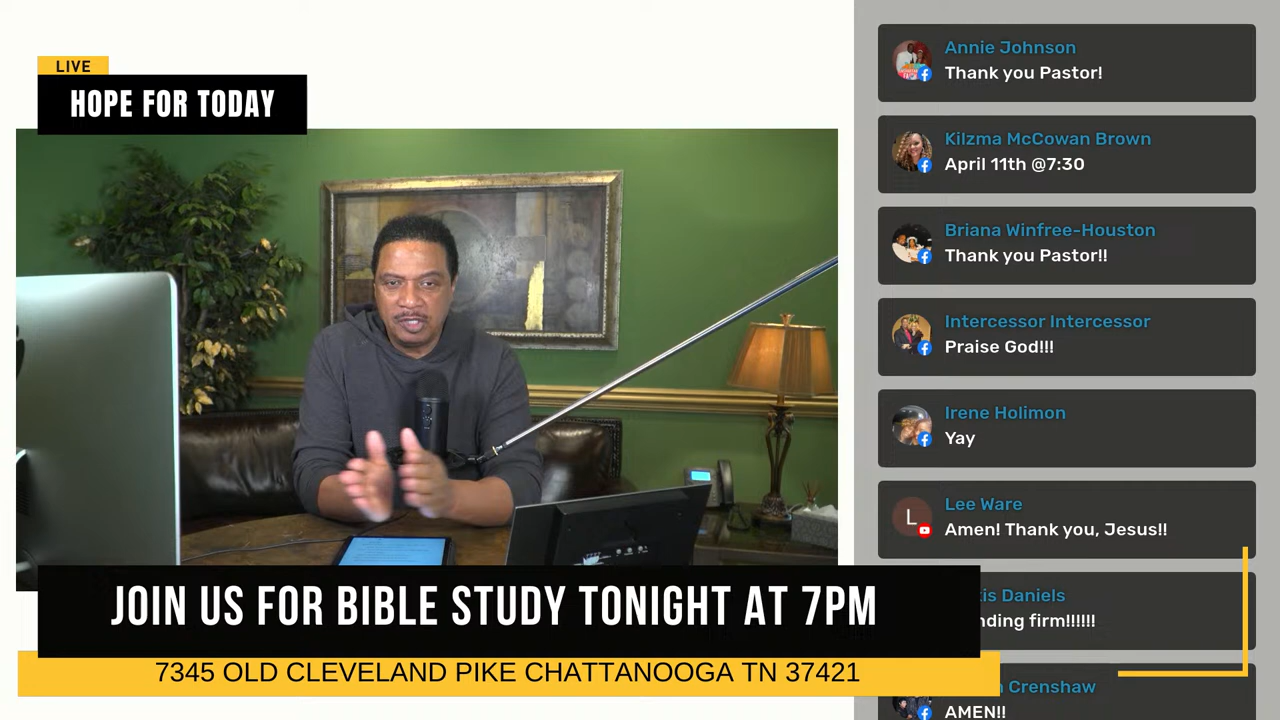 LIVE
HOPE FOR TODAY
Annie Johnson
Thank you Pastor!
Kilzma McCowan Brown
April 11th @7:30
Briana Winfree-Houston
Thank you Pastor!!
Intercessor Intercessor
Praise God!!!
Irene Holimon
Yay
L
Lee Ware
Amen! Thank you, Jesus!!
Daniels
firm!!!!!!
Crenshaw
AMEN!!
JOIN US FOR BIBLE STUDY TONIGHT AT 7PM
7345 OLD CLEVELAND PIKE CHATTANOOGA TN 37421